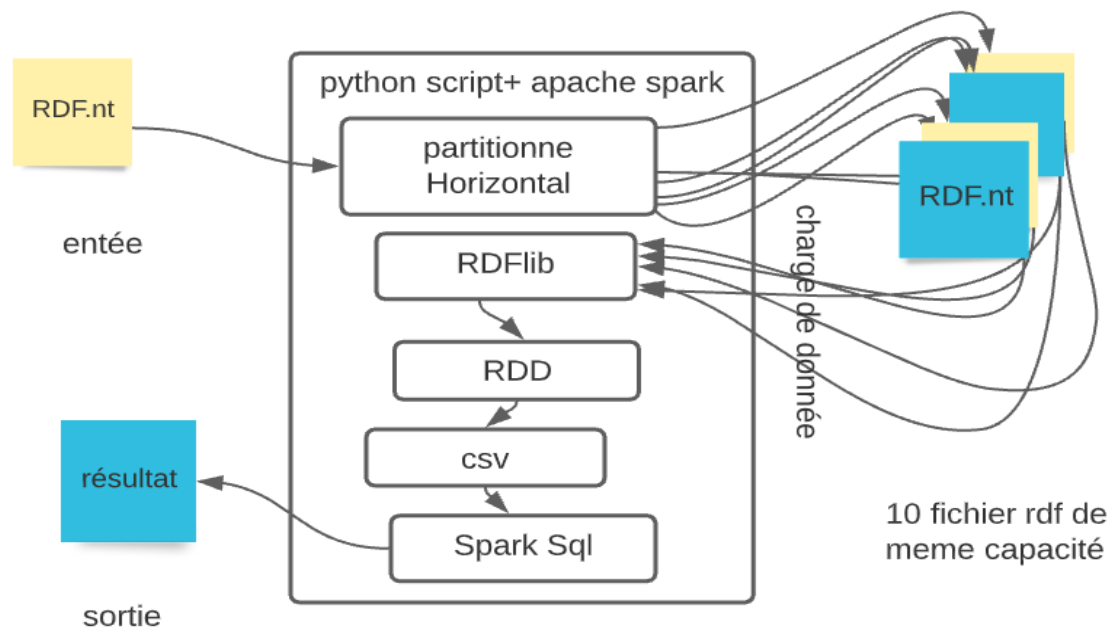 RDF.nt
entée
python script+ apache spark
partitionne
Horizontal
RDFlib
RDD
csv
Spark Sql
résultat
sortie
charge de donnée
RDF.nt
10 fichier rdf de
meme capacité